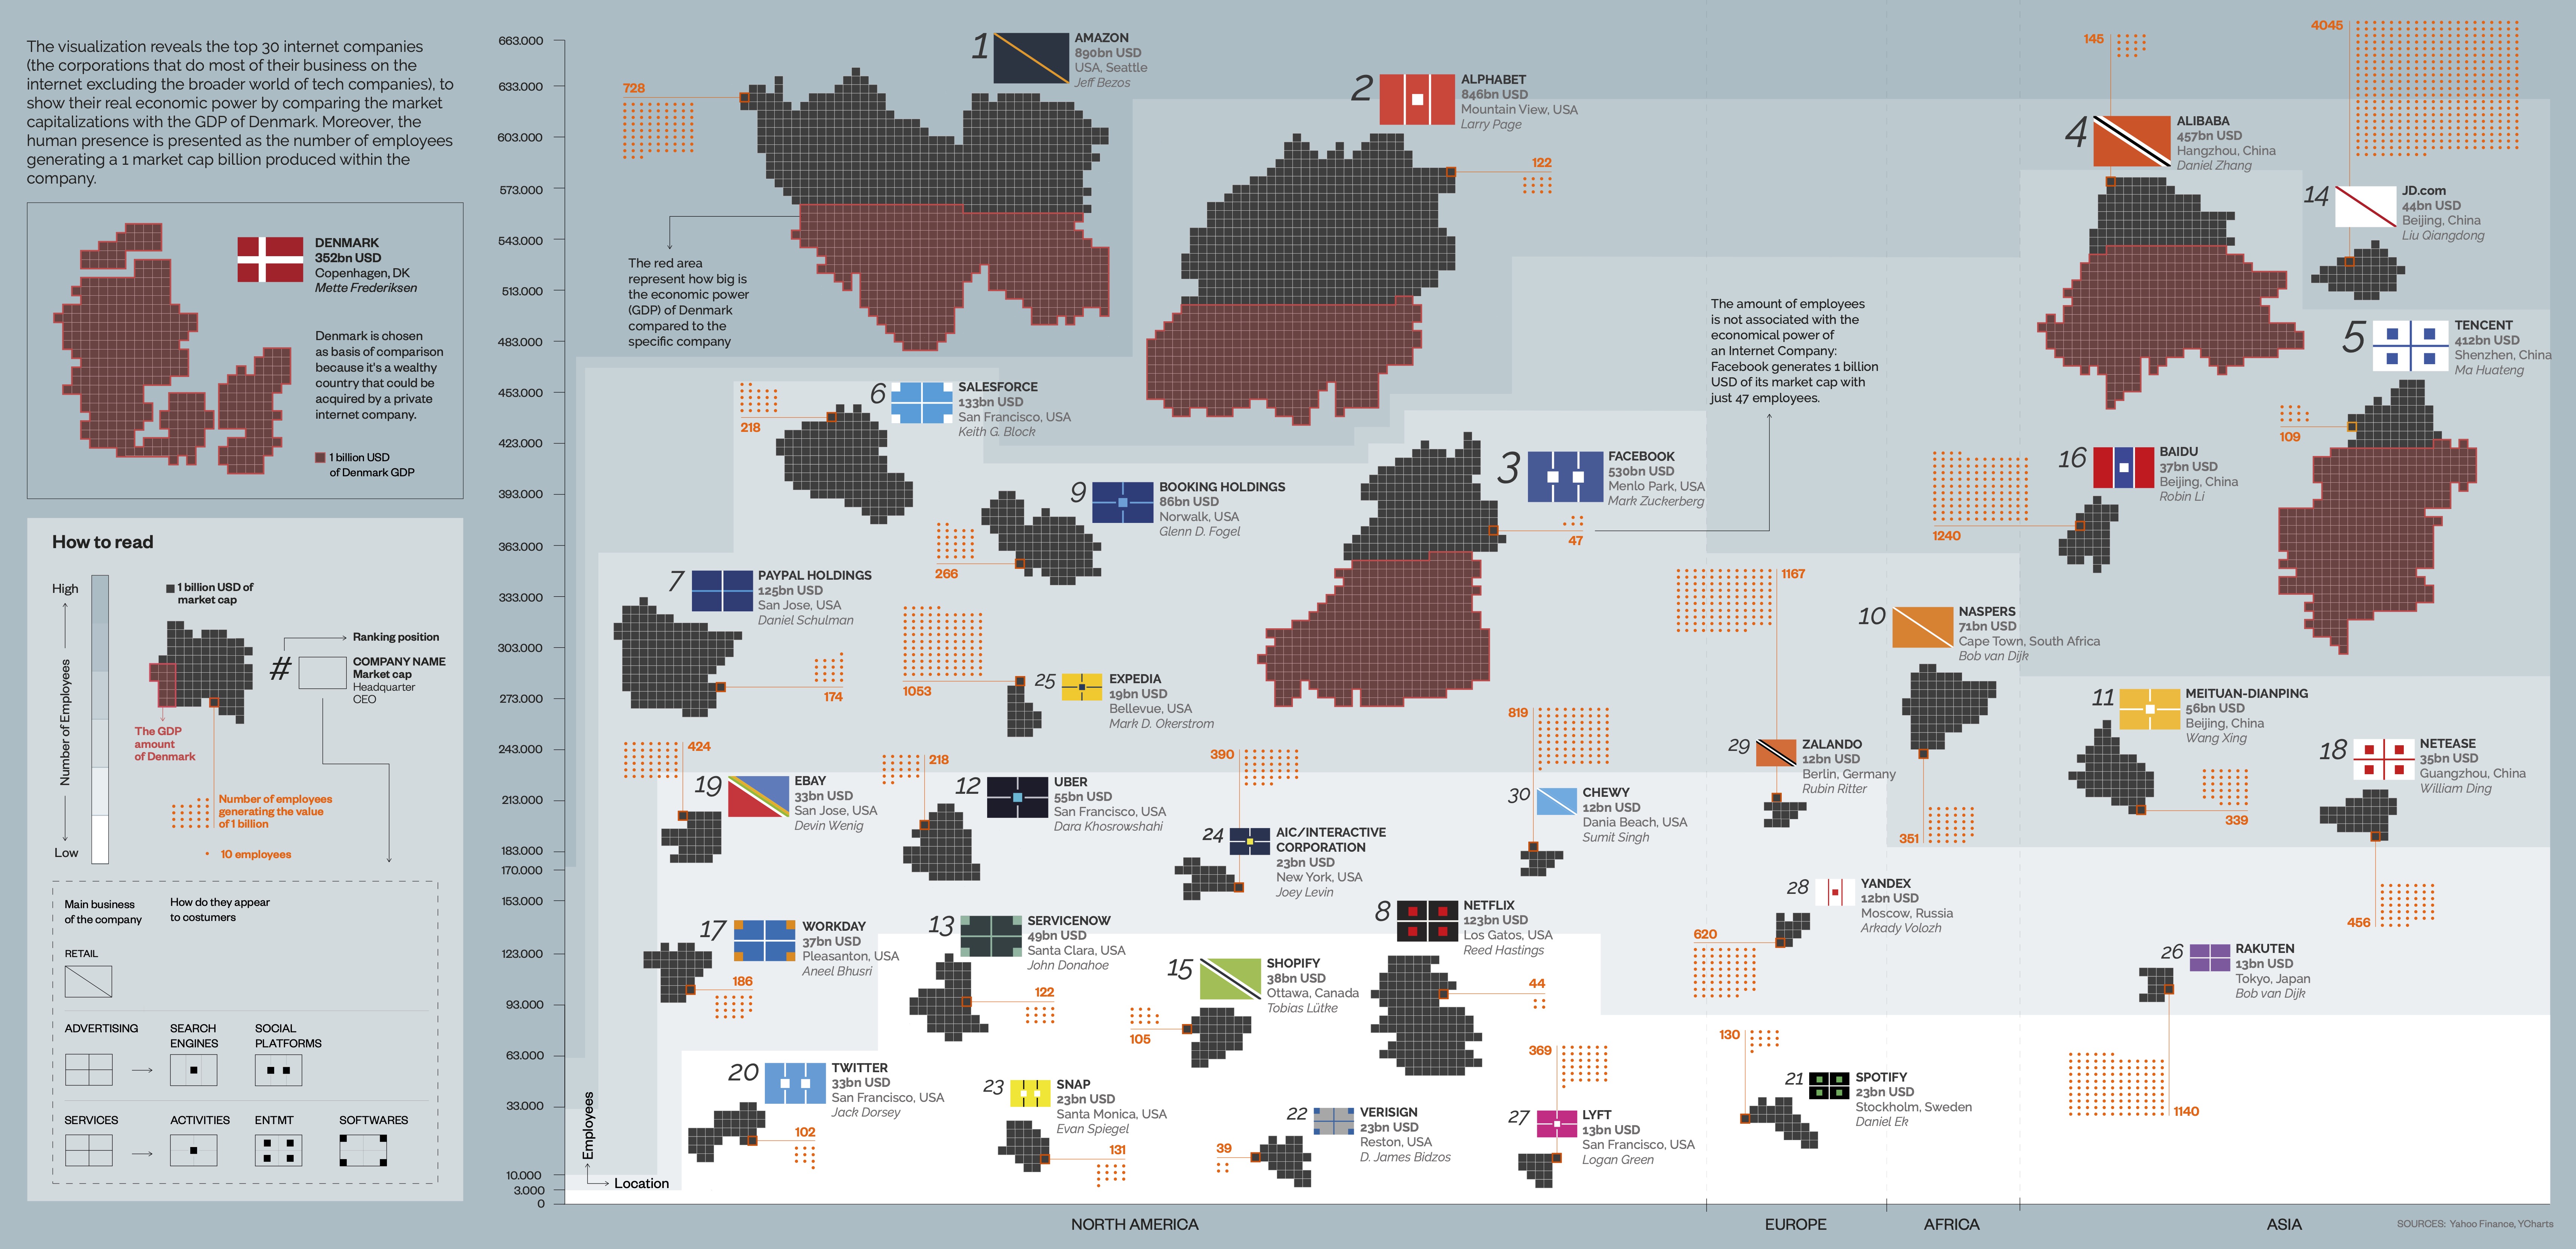 The visualization reveals the top 30 internet companies
(the corporations that do most of their business on the
internet excluding the broader world of tech companies), to
show their real economic power by comparing the market
capitalizations with the GDP of Denmark. Moreover, the
human presence is presented as the number of employees
generating a 1 market cap billion produced within the
company.
DENMARK
352bn USD
Copenhagen, DK
Mette Frederiksen
Denmark is chosen
as basis of comparison
because it's a wealthy
country that could be
acquired by a private
internet company.
1 billion USD
of Denmark GDP
How to read
High
Number of Employees
Low
1 billion USD of
market cap
Ranking position
#
COMPANY NAME
Market cap
Headquarter
CEO
The GDP
amount
of Denmark
Number of employees
generating the value
of 1 billion
10 employees
Main business
of the company
How do they appear
to costumers
RETAIL
ADVERTISING
SEARCH
ENGINES
SOCIAL
PLATFORMS
SERVICES
ACTIVITIES
ENTMT
SOFTWARES
663.000
633.000
603.000
573.000
543.000
513.000
483.000
453.000
423.000
393.000
363.000
333.000
303.000
273.000
243.000
213.000
183.000
170.000
153.000
123.000
93.000
63.000
33.000
10.000
3.000
0
Employees
Location
728
1
AMAZON
890bn USD
USA, Seattle
Jeff Bezos
The red area
represent how big is
the economic power
(GDP) of Denmark
compared to the
specific company
2
ALPHABET
846bn USD
Mountain View, USA
Larry Page
122
145
4
ALIBABA
457bn USD
Hangzhou, China
Daniel Zhang
4045
14
JD.com
44bn USD
Beijing, China
Liu Qiangdong
The amount of employees
is not associated with the
economical power of
an Internet Company:
Facebook generates 1 billion
USD of its market cap with
just 47 employees.
5
TENCENT
412bn USD
Shenzhen, China
Ma Huateng
109
218
6
SALESFORCE
133bn USD
San Francisco, USA
Keith G. Block
9
BOOKING HOLDINGS
86bn USD
Norwalk, USA
Glenn D. Fogel
266
3
FACEBOOK
530bn USD
Menlo Park, USA
Mark Zuckerberg
47
16
BAIDU
37bn USD
Beijing, China
Robin Li
1240
7
PAYPAL HOLDINGS
125bn USD
San Jose, USA
Daniel Schulman
174
1053
25
EXPEDIA
19bn USD
Bellevue, USA
Mark D. Okerstrom
1167
10
NASPERS
71bn USD
Cape Town, South Africa
Bob van Dijk
351
11
MEITUAN-DIANPING
56bn USD
Beijing, China
Wang Xing
339
18
NETEASE
35bn USD
Guangzhou, China
William Ding
456
424
19
EBAY
33bn USD
San Jose, USA
Devin Wenig
218
12
UBER
55bn USD
San Francisco, USA
Dara Khosrowshahi
390
24
AIC/INTERACTIVE
CORPORATION
23bn USD
New York, USA
Joey Levin
819
30
CHEWY
12bn USD
Dania Beach, USA
Sumit Singh
29
ZALANDO
12bn USD
Berlin, Germany
Rubin Ritter
28
YANDEX
12bn USD
Moscow, Russia
Arkady Volozh
620
17
WORKDAY
37bn USD
Pleasanton, USA
Aneel Bhusri
186
13
SERVICENOW
49bn USD
Santa Clara, USA
John Donahoe
122
15
SHOPIFY
38bn USD
Ottawa, Canada
Tobias Lütke
105
8
NETFLIX
123bn USD
Los Gatos, USA
Reed Hastings
44
26
RAKUTEN
13bn USD
Tokyo, Japan
Bob van Dijk
1140
20
TWITTER
33bn USD
San Francisco, USA
Jack Dorsey
102
23
SNAP
23bn USD
Santa Monica, USA
Evan Spiegel
131
22
VERISIGN
23bn USD
Reston, USA
D. James Bidzos
39
369
27
LYFT
13bn USD
San Francisco, USA
Logan Green
130
21
SPOTIFY
23bn USD
Stockholm, Sweden
Daniel Ek
NORTH AMERICA
EUROPE
AFRICA
ASIA
SOURCES: Yahoo Finance, YCharts